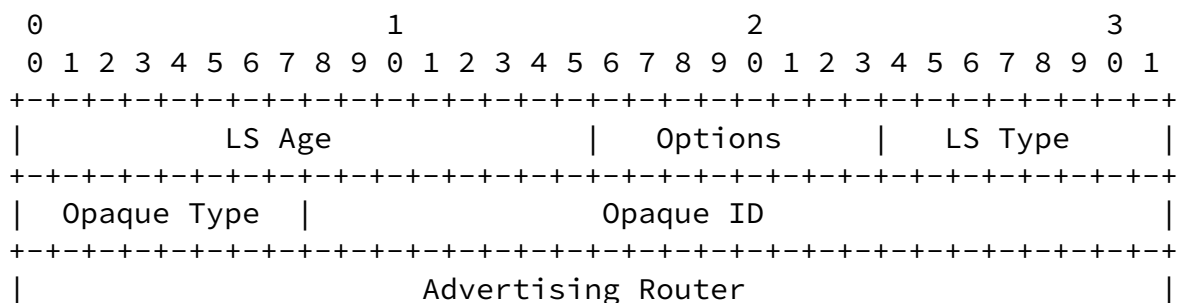 0                   1                   2                   3
 0 1 2 3 4 5 6 7 8 9 0 1 2 3 4 5 6 7 8 9 0 1 2 3 4 5 6 7 8 9 0 1
+-+-+-+-+-+-+-+-+-+-+-+-+-+-+-+-+-+-+-+-+-+-+-+-+-+-+-+-+-+-+-+-+
|           LS Age              |   Options     |   LS Type     |
+-+-+-+-+-+-+-+-+-+-+-+-+-+-+-+-+-+-+-+-+-+-+-+-+-+-+-+-+-+-+-+-+
|  Opaque Type  |                Opaque ID                      |
+-+-+-+-+-+-+-+-+-+-+-+-+-+-+-+-+-+-+-+-+-+-+-+-+-+-+-+-+-+-+-+-+
|                      Advertising Router                       |